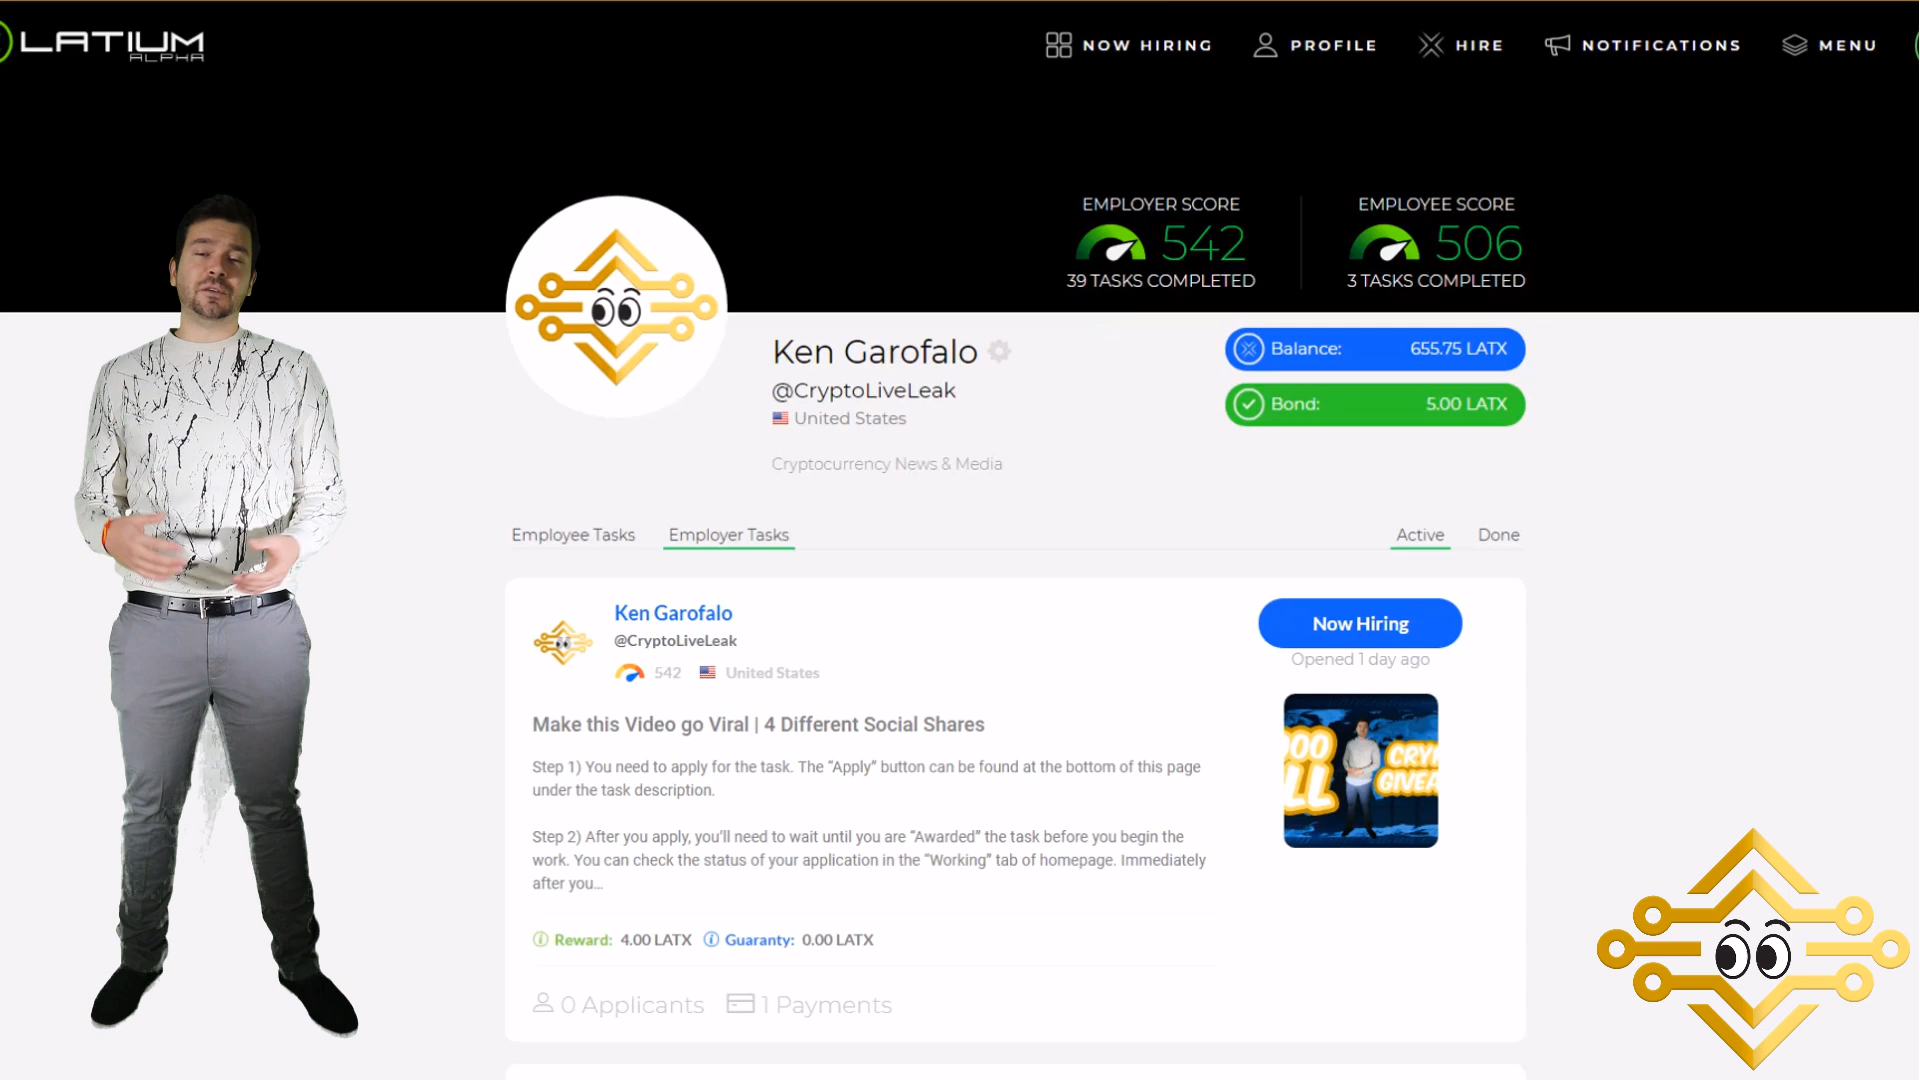 LATIUM
ALPHA
NOW HIRING
PROFILE
HIRE
NOTIFICATIONS
MENU
EMPLOYER SCORE
542
39 TASKS COMPLETED
EMPLOYEE SCORE
506
3 TASKS COMPLETED
Ken Garofalo
@CryptoLiveLeak
United States
Cryptocurrency News & Media
Balance: 655.75 LATX
Bond: 5.00 LATX
Employee Tasks
Employer Tasks
Active
Done
Ken Garofalo
@CryptoLiveLeak
542
United States
Now Hiring
Opened 1 day ago
Make this Video go Viral | 4 Different Social Shares
Step 1) You need to apply for the task. The “Apply” button can be found at the bottom of this page
under the task description.
Step 2) After you apply, you’ll need to wait until you are “Awarded” the task before you begin the
work. You can check the status of your application in the “Working” tab of homepage. Immediately
after you...
Reward: 4.00 LATX
Guaranty: 0.00 LATX
0 Applicants
1 Payments